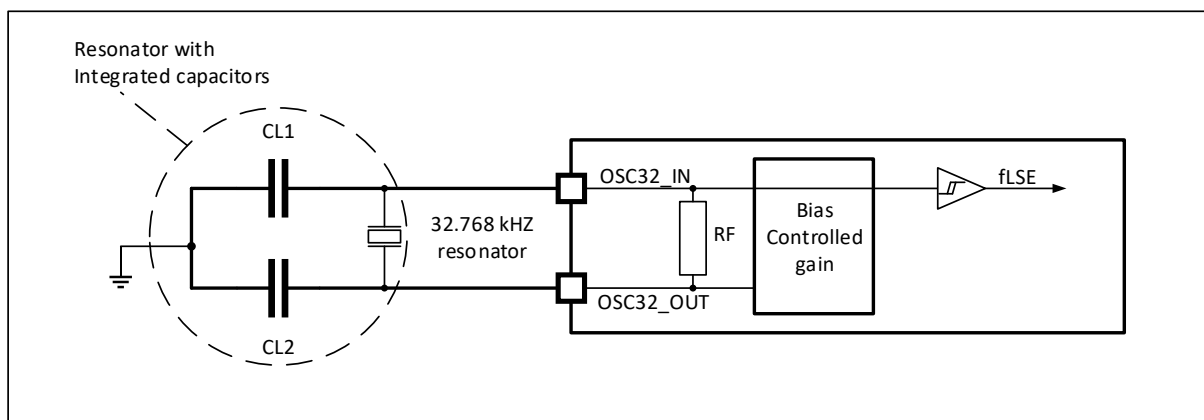 Resonator with
Integrated capacitors
CL1
OSC32_IN
fLSE
32.768 kHZ
resonator
RF
Bias
Controlled
gain
OSC32_OUT
CL2